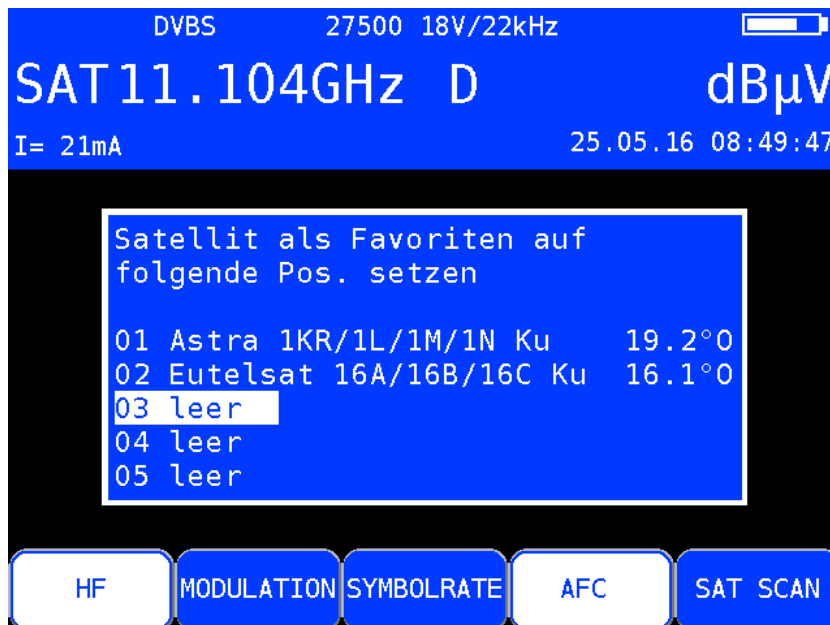 DVBS 27500 18V/22kHz
SAT 11.104GHz D dBµV
I= 21mA 25.05.16 08:49:47
Satellit als Favoriten auf
folgende Pos. setzen
01 Astra 1KR/1L/1M/1N Ku 19.2°O
02 Eutelsat 16A/16B/16C Ku 16.1°O
03 leer
04 leer
05 leer
HF MODULATION SYMBOLRATE AFC SAT SCAN